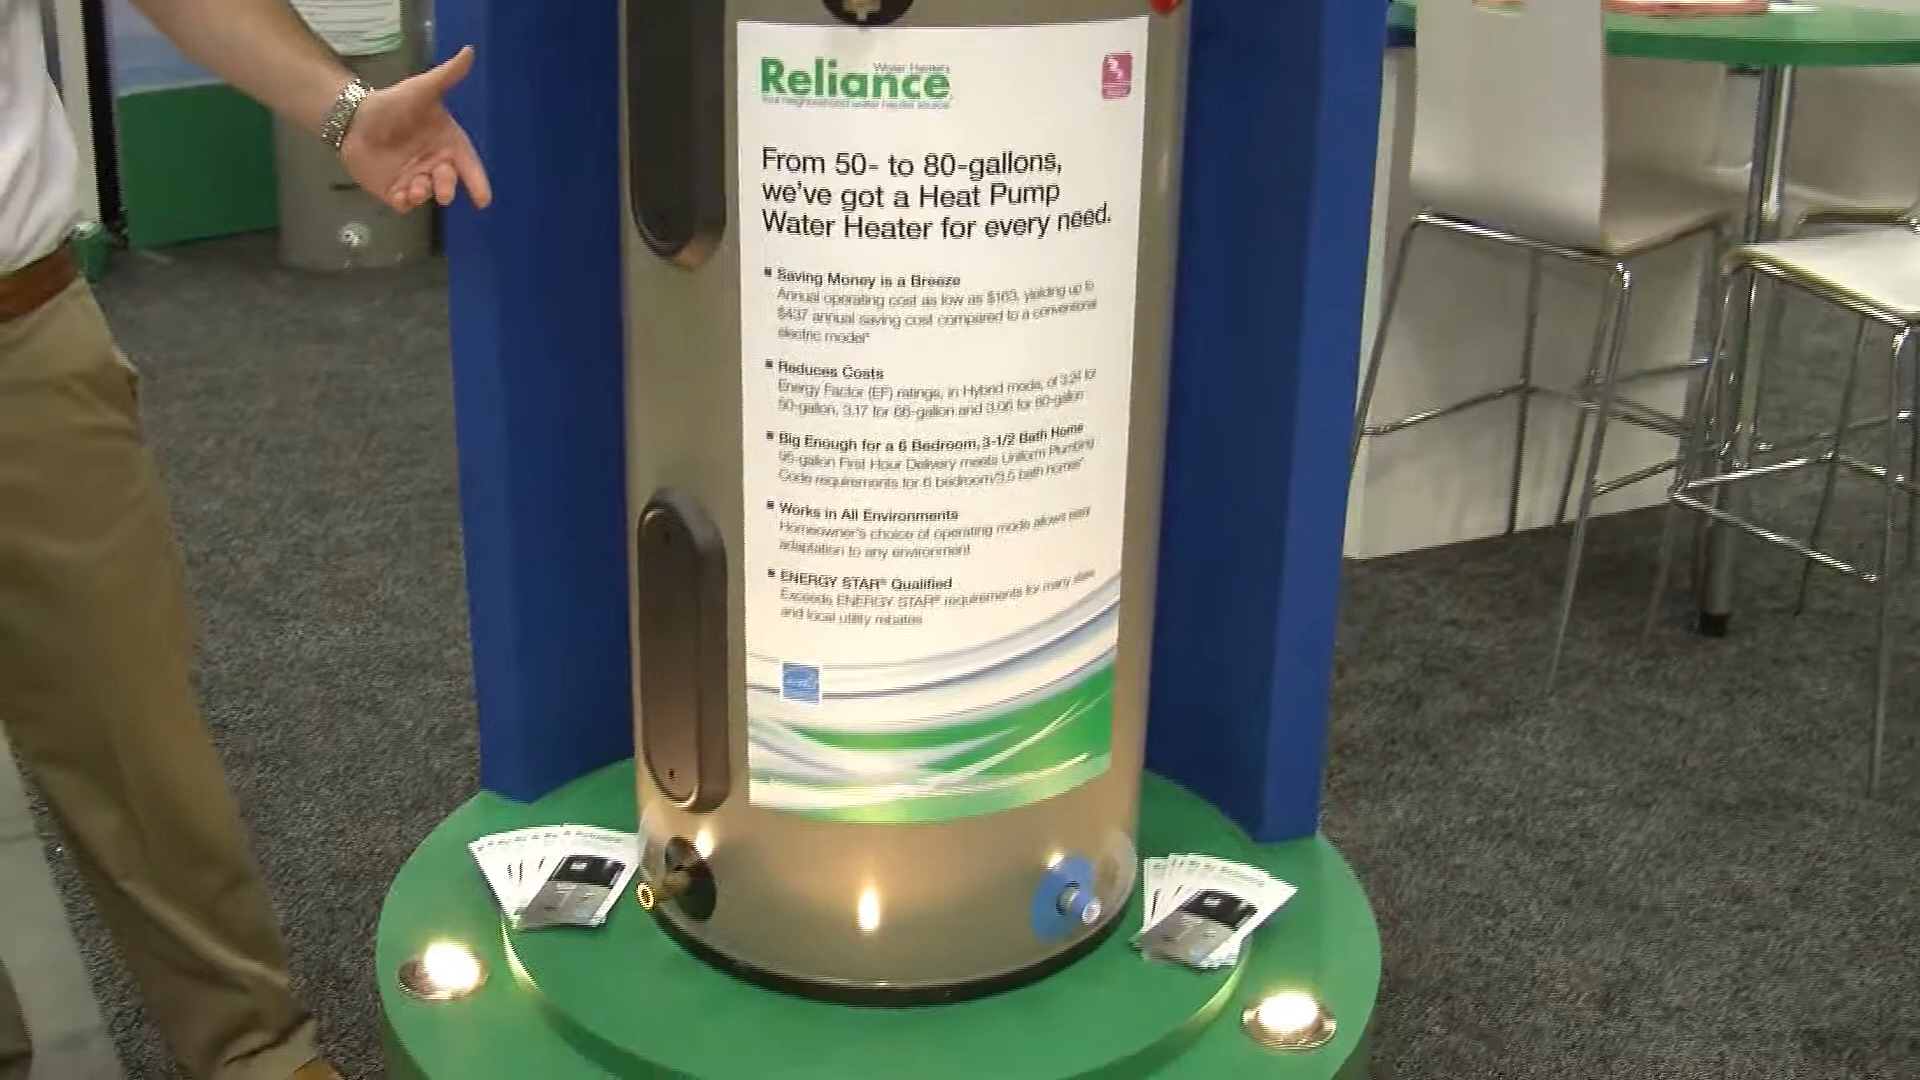 Water Heaters
Reliance
From 50- to 80-gallons,
we've got a Heat Pump
Water Heater for every need.
Saving Money is a Breeze
Annual operating cost as low as $163, yielding up to
$437 annual saving cost compared to a conventional
electric model*
Reduces Costs
Energy Factor (EF) ratings, in Hybrid mode, of 3.24 for
50-gallon, 3.17 for 66-gallon and 3.06 for 80-gallon
Big Enough for a 6 Bedroom, 3-1/2 Bath Home
95-gallon First Hour Delivery meets Uniform Plumbing
Code requirements for 6 bedroom/3.5 bath homes*
Works in All Environments
Homeowner's choice of operating mode allows easy
adaptation to any environment
ENERGY STAR® Qualified
Exceeds ENERGY STAR® requirements for many state
and local utility rebates